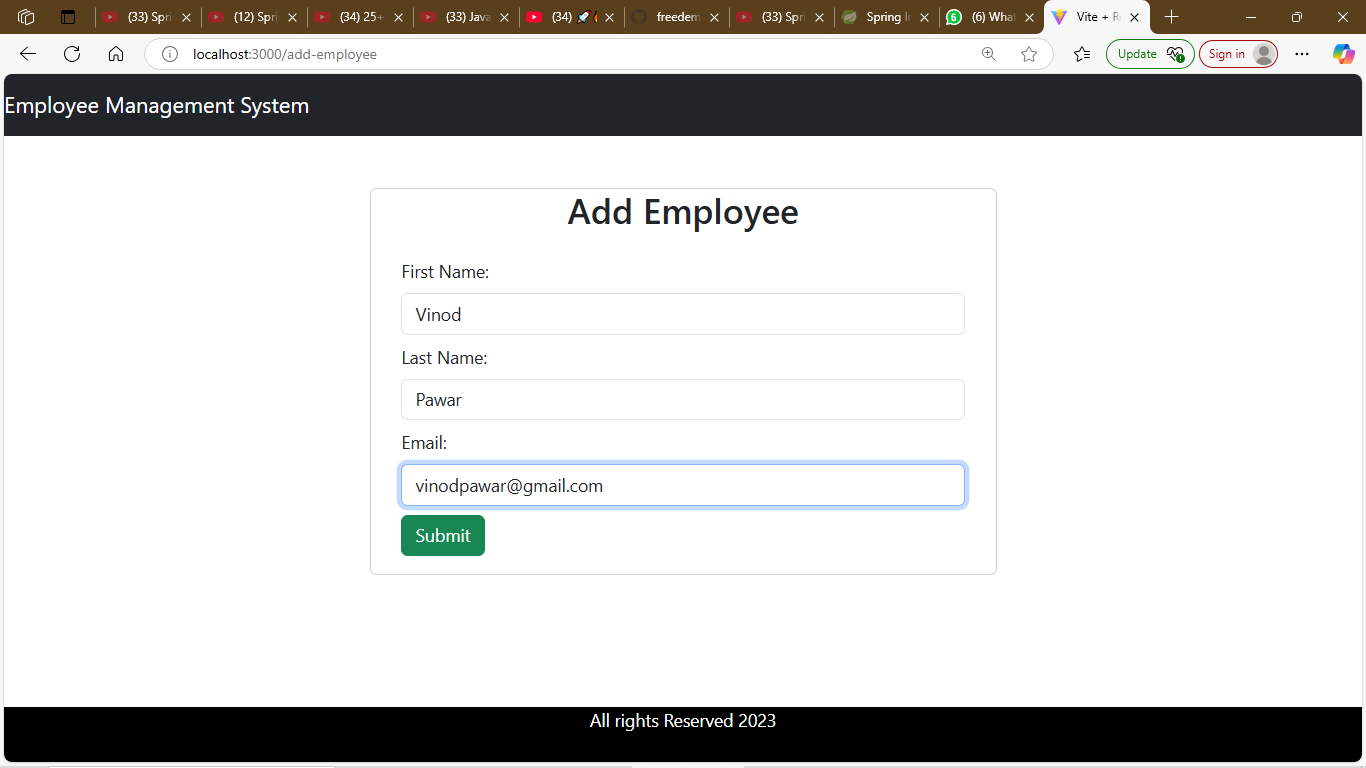 (33) Spri
(12) Spri
(34) 25+
(33) Java
(34) 🚀
freedem
(33) Spri
Spring In
(6) What
Vite + R
localhost:3000/add-employee
Update
Sign in
Employee Management System
Add Employee
First Name:
Vinod
Last Name:
Pawar
Email:
vinodpawar@gmail.com
Submit
All rights Reserved 2023